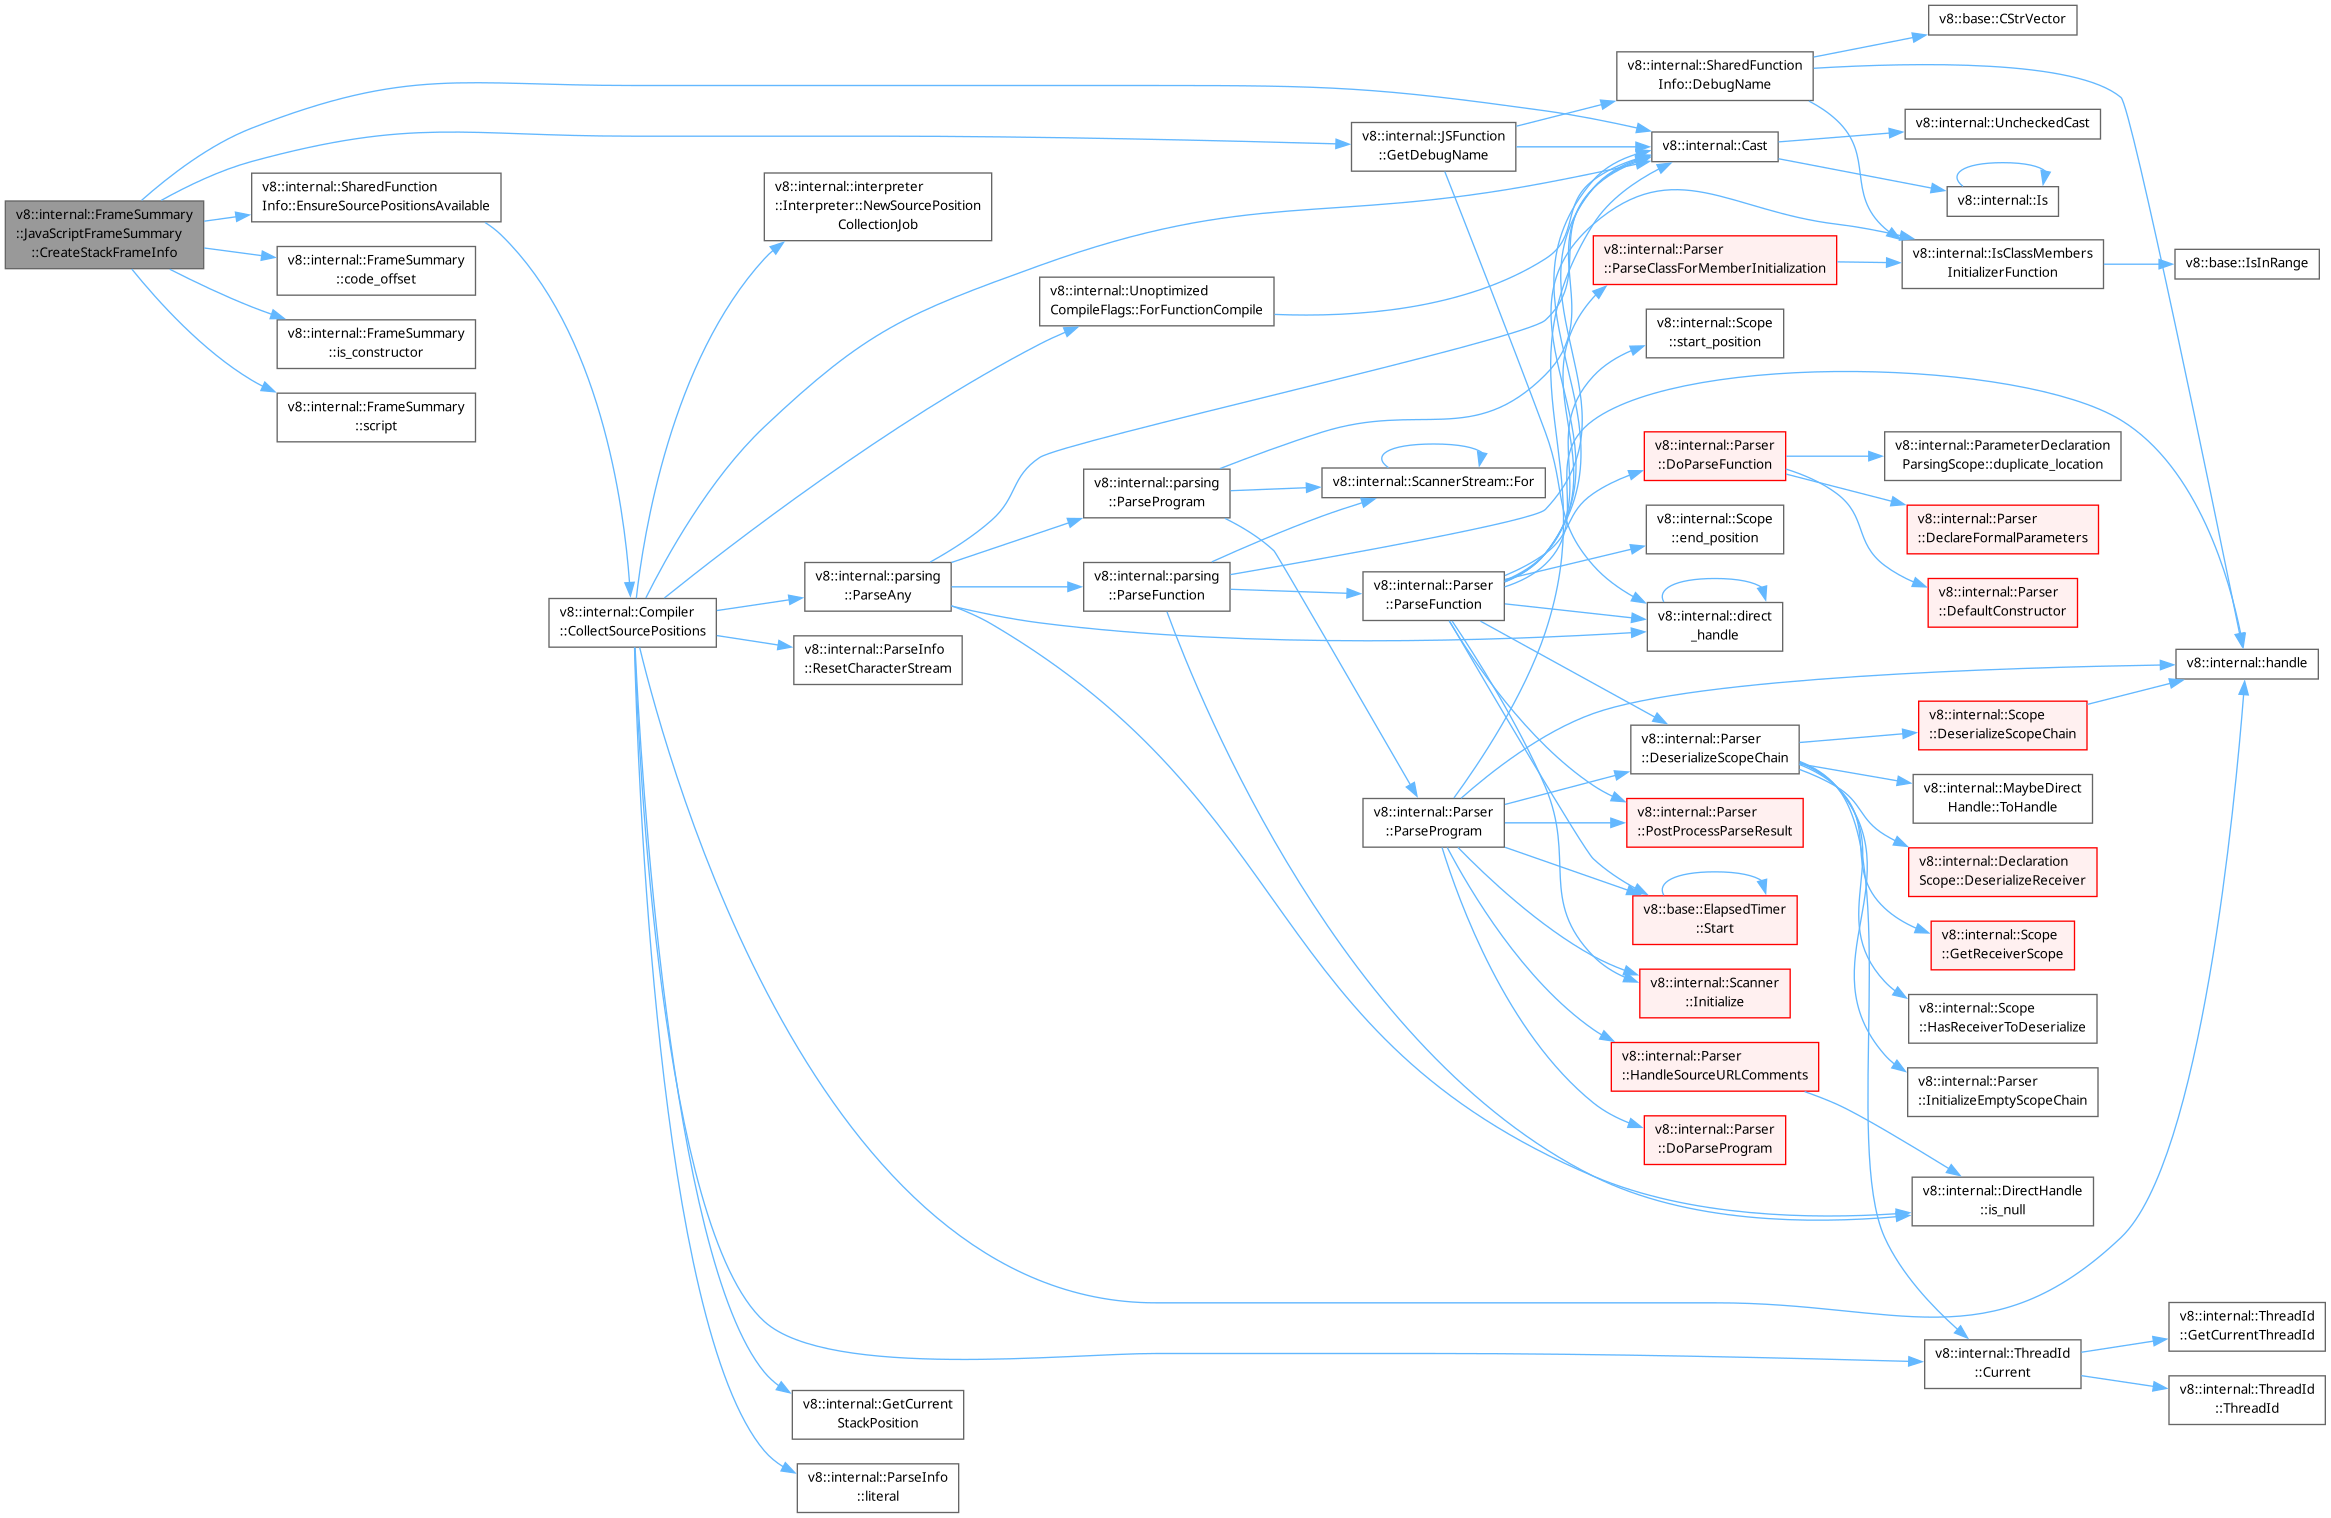 v8::internal::FrameSummary
::JavaScriptFrameSummary
::CreateStackFrameInfo
v8::internal::SharedFunction
Info::EnsureSourcePositionsAvailable
v8::internal::FrameSummary
::code_offset
v8::internal::FrameSummary
::is_constructor
v8::internal::FrameSummary
::script
v8::internal::Compiler
::CollectSourcePositions
v8::internal::interpreter
::Interpreter::NewSourcePosition
CollectionJob
v8::internal::parsing
::ParseAny
v8::internal::ParseInfo
::ResetCharacterStream
v8::internal::GetCurrent
StackPosition
v8::internal::ParseInfo
::literal
v8::internal::Unoptimized
CompileFlags::ForFunctionCompile
v8::internal::parsing
::ParseProgram
v8::internal::parsing
::ParseFunction
v8::internal::JSFunction
::GetDebugName
v8::internal::ScannerStream::For
v8::internal::Parser
::ParseFunction
v8::internal::Parser
::ParseProgram
v8::internal::SharedFunction
Info::DebugName
v8::internal::Cast
v8::internal::Parser
::ParseClassForMemberInitialization
v8::internal::Scope
::start_position
v8::internal::Parser
::DoParseFunction
v8::internal::Scope
::end_position
v8::internal::direct
_handle
v8::internal::Parser
::DeserializeScopeChain
v8::internal::Parser
::PostProcessParseResult
v8::base::ElapsedTimer
::Start
v8::internal::Scanner
::Initialize
v8::internal::Parser
::HandleSourceURLComments
v8::internal::Parser
::DoParseProgram
v8::base::CStrVector
v8::internal::UncheckedCast
v8::internal::Is
v8::internal::IsClassMembers
InitializerFunction
v8::internal::ParameterDeclaration
ParsingScope::duplicate_location
v8::internal::Parser
::DeclareFormalParameters
v8::internal::Parser
::DefaultConstructor
v8::internal::Scope
::DeserializeScopeChain
v8::internal::MaybeDirect
Handle::ToHandle
v8::internal::Declaration
Scope::DeserializeReceiver
v8::internal::Scope
::GetReceiverScope
v8::internal::Scope
::HasReceiverToDeserialize
v8::internal::Parser
::InitializeEmptyScopeChain
v8::internal::DirectHandle
::is_null
v8::internal::ThreadId
::Current
v8::base::IsInRange
v8::internal::handle
v8::internal::ThreadId
::GetCurrentThreadId
v8::internal::ThreadId
::ThreadId